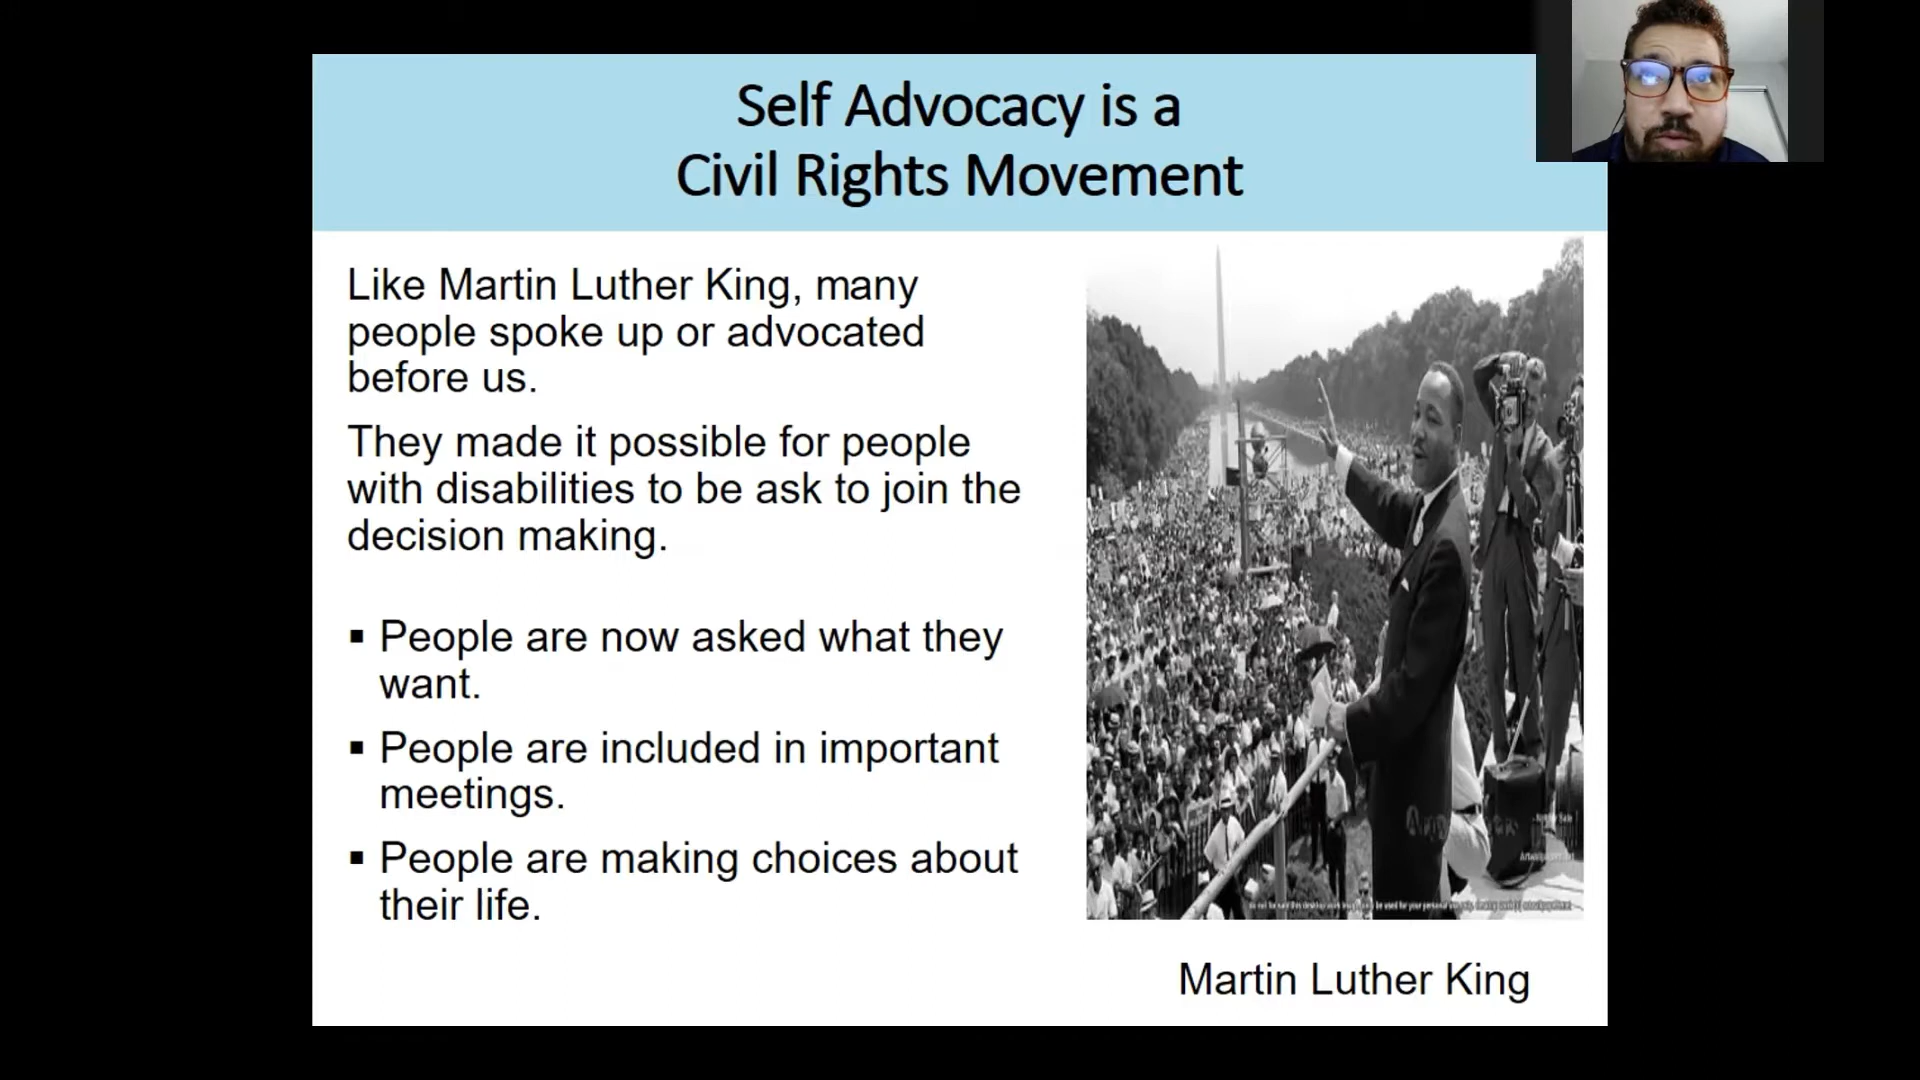 Self Advocacy is a
Civil Rights Movement
Like Martin Luther King, many
people spoke up or advocated
before us.
They made it possible for people
with disabilities to be ask to join the
decision making.
▪ People are now asked what they
want.
▪ People are included in important
meetings.
▪ People are making choices about
their life.
Martin Luther King